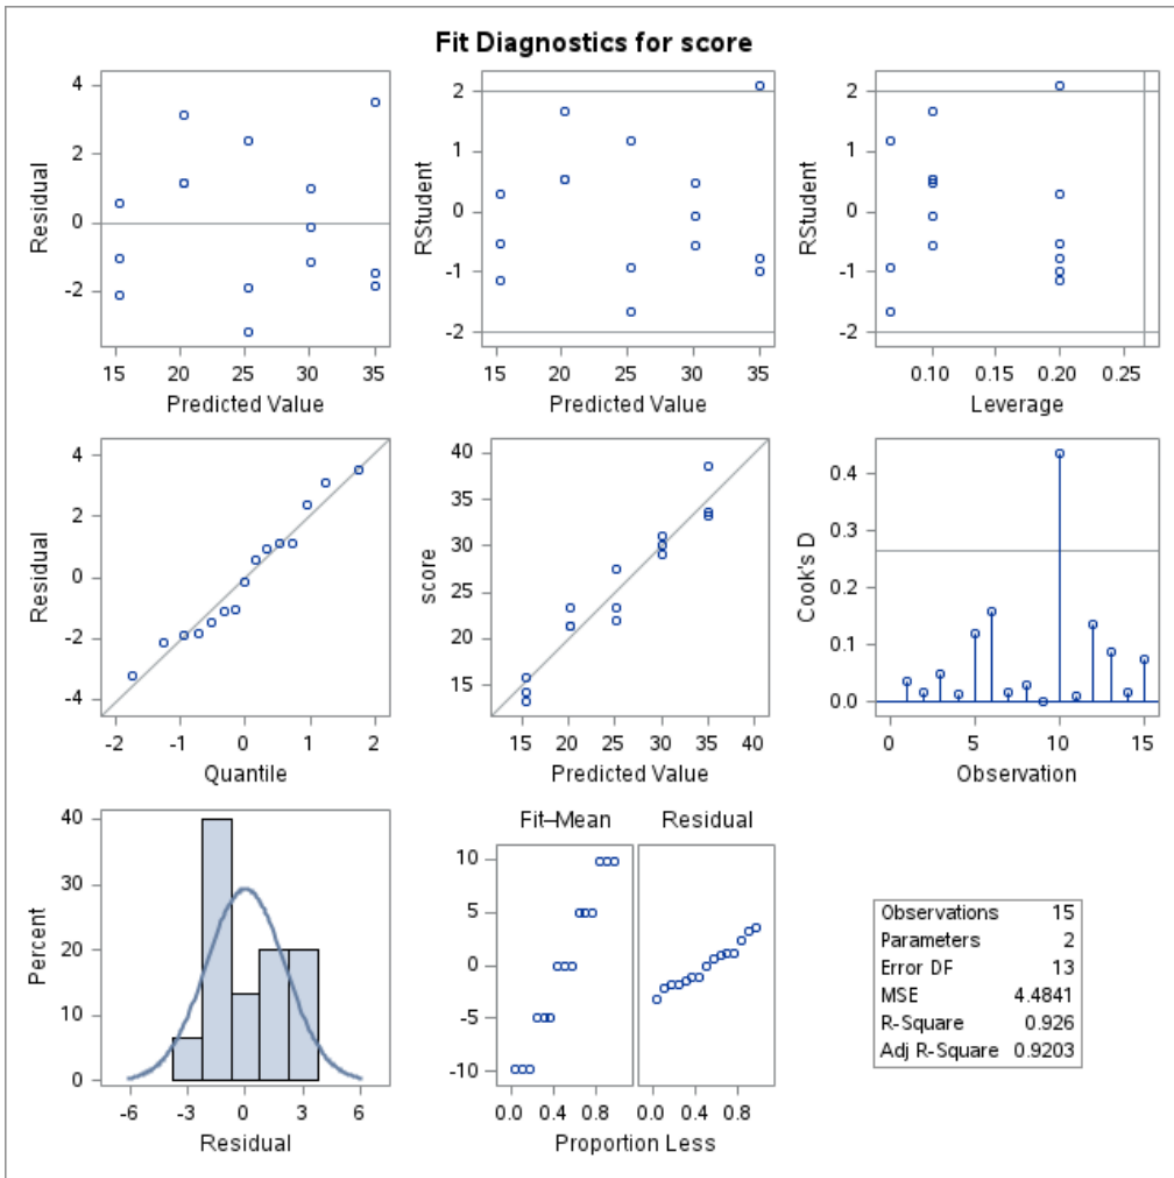 Fit Diagnostics for score
4
2
0
-2
Residual
15 20 25 30 35
Predicted Value
2
1
0
-1
-2
RStudent
15 20 25 30 35
Predicted Value
2
1
0
-1
-2
RStudent
0.10 0.15 0.20 0.25
Leverage
4
2
0
-2
-4
Residual
-2 -1 0 1 2
Quantile
40
35
30
25
20
15
score
15 20 25 30 35 40
Predicted Value
0.4
0.3
0.2
0.1
0.0
Cook's D
0 5 10 15
Observation
40
30
20
10
0
Percent
-6 -3 0 3 6
Residual
Fit–Mean Residual
10
5
0
-5
-10
0.0 0.4 0.8 0.0 0.4 0.8
Proportion Less
Observations 15
Parameters 2
Error DF 13
MSE 4.4841
R-Square 0.926
Adj R-Square 0.9203